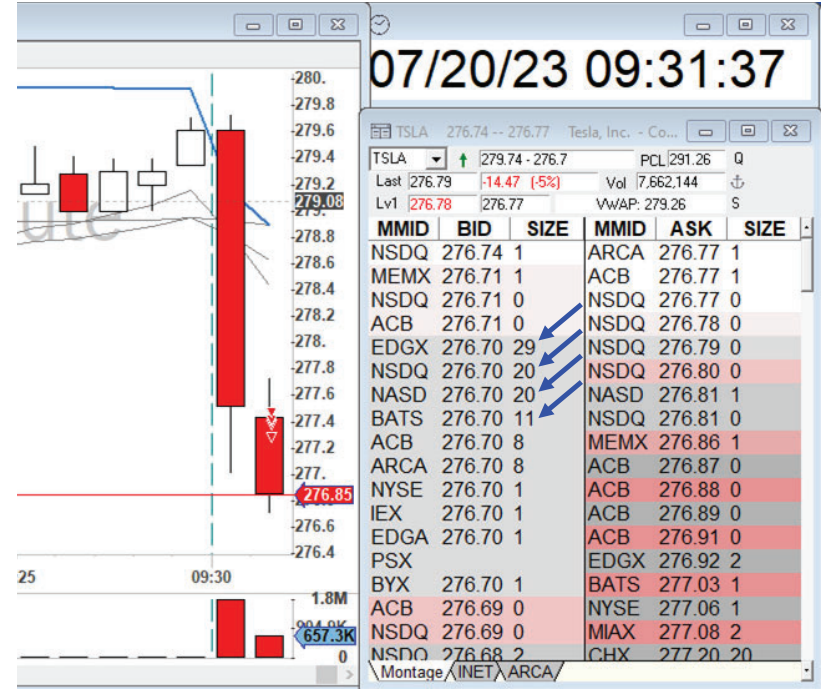 280.
279.8
279.6
279.4
279.2
279.08
279.
278.8
278.6
278.4
278.2
278.
277.8
277.6
277.4
277.2
277.
276.85
276.6
276.4
25 09:30
1.8M
657.3K
0
07/20/23 09:31:37
TSLA 276.74 -- 276.77 Tesla, Inc. - Co...
TSLA 279.74 - 276.7 PCL 291.26 Q
Last 276.79 -14.47 (-5%) Vol 7,662,144
Lv1 276.78 276.77 VWAP: 279.26 S
MMID BID SIZE MMID ASK SIZE
NSDQ 276.74 1 ARCA 276.77 1
MEMX 276.71 1 ACB 276.77 1
NSDQ 276.71 0 NSDQ 276.77 0
ACB 276.71 0 NSDQ 276.78 0
EDGX 276.70 29 NSDQ 276.79 0
NSDQ 276.70 20 NSDQ 276.80 0
NASD 276.70 20 NASD 276.81 1
BATS 276.70 11 NSDQ 276.81 0
ACB 276.70 8 MEMX 276.86 1
ARCA 276.70 8 ACB 276.87 0
NYSE 276.70 1 ACB 276.88 0
IEX 276.70 1 ACB 276.89 0
EDGA 276.70 1 ACB 276.91 0
PSX EDGX 276.92 2
BYX 276.70 1 BATS 277.03 1
ACB 276.69 0 NYSE 277.06 1
NSDQ 276.69 0 MIAX 277.08 2
NSDQ 276.68 2 CHX 277.20 20
Montage INET ARCA